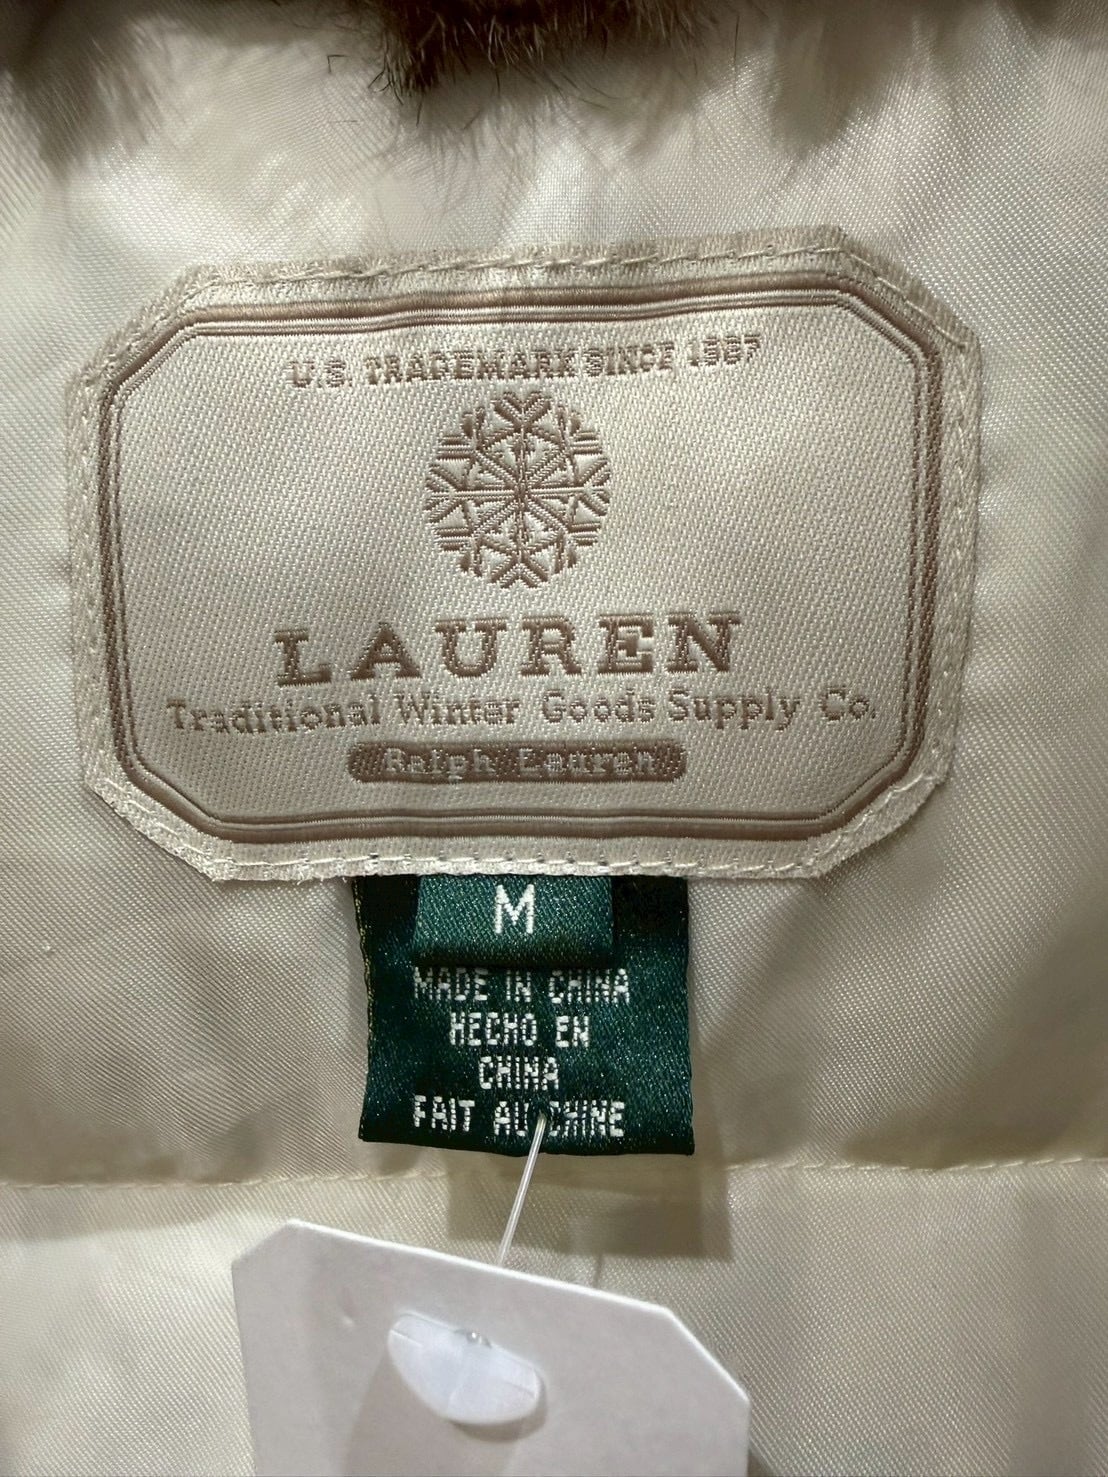 U.S. TRADEMARK SINCE 1967
LAUREN
Traditional Winter Goods Supply Co.
Ralph Lauren
M
MADE IN CHINA
HECHO EN
CHINA
FAIT AU CHINE